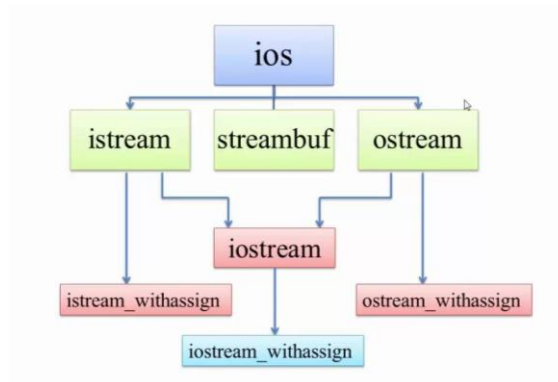 ios
istream
streambuf
ostream
iostream
istream_withassign
ostream_withassign
iostream_withassign